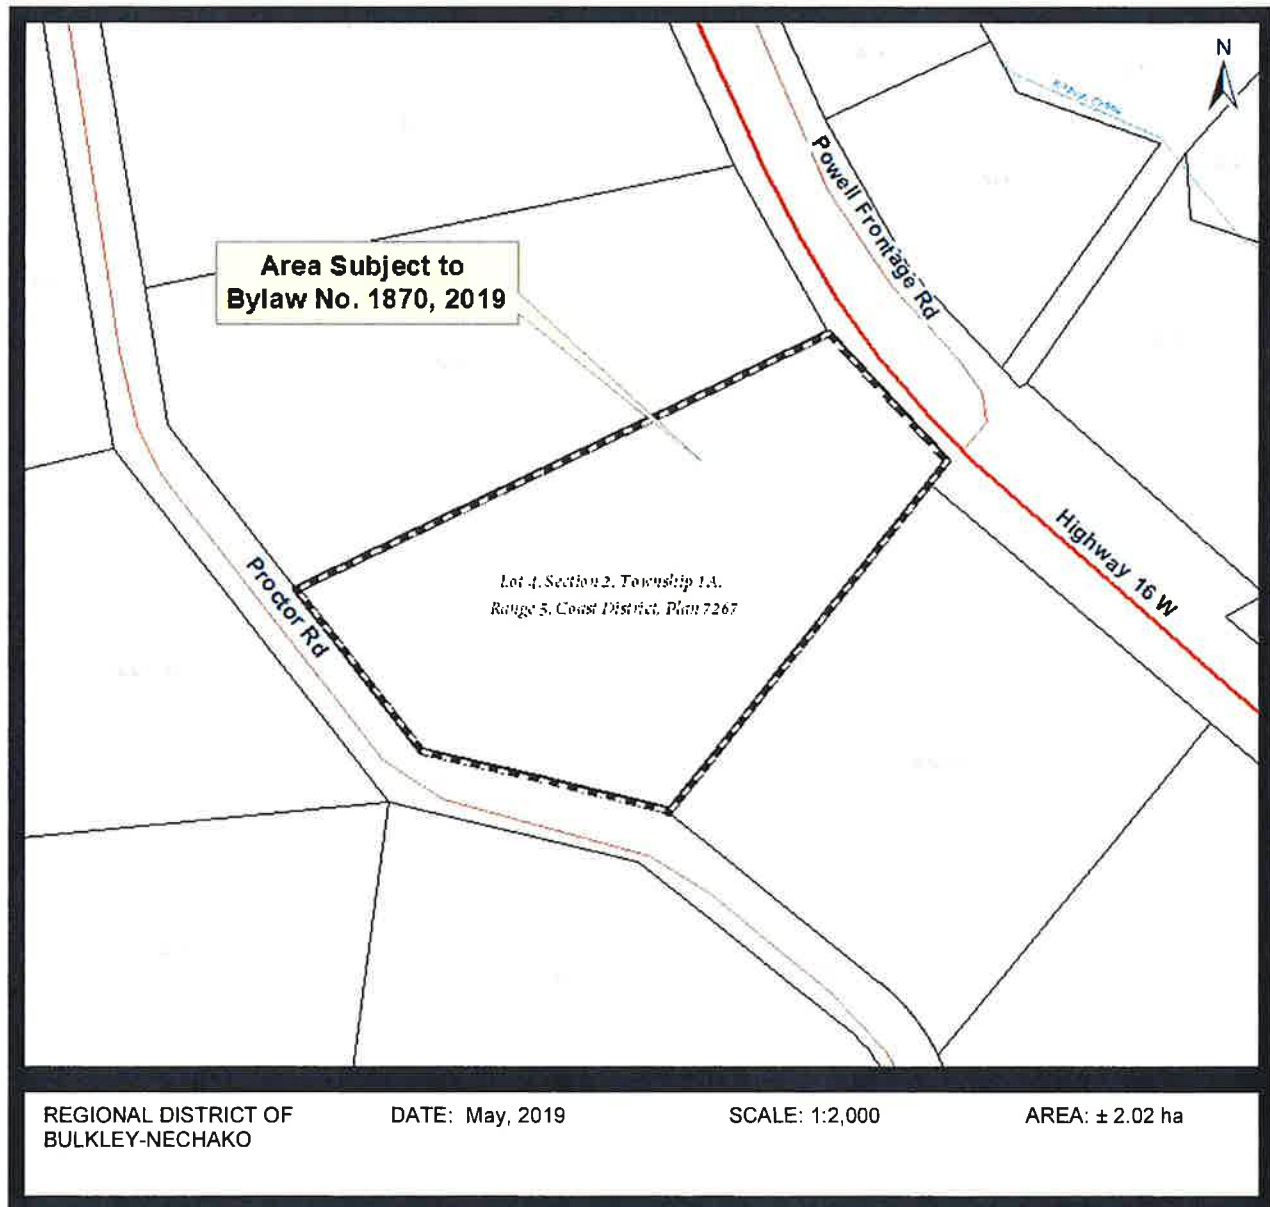 N
Powell Frontage Rd
Area Subject to
Bylaw No. 1870, 2019
Highway 16 W
Proctor Rd
Lot 4, Section 2, Township 1A,
Range 5, Coast District, Plan 7267
REGIONAL DISTRICT OF
BULKLEY-NECHAKO
DATE: May, 2019
SCALE: 1:2,000
AREA: ± 2.02 ha